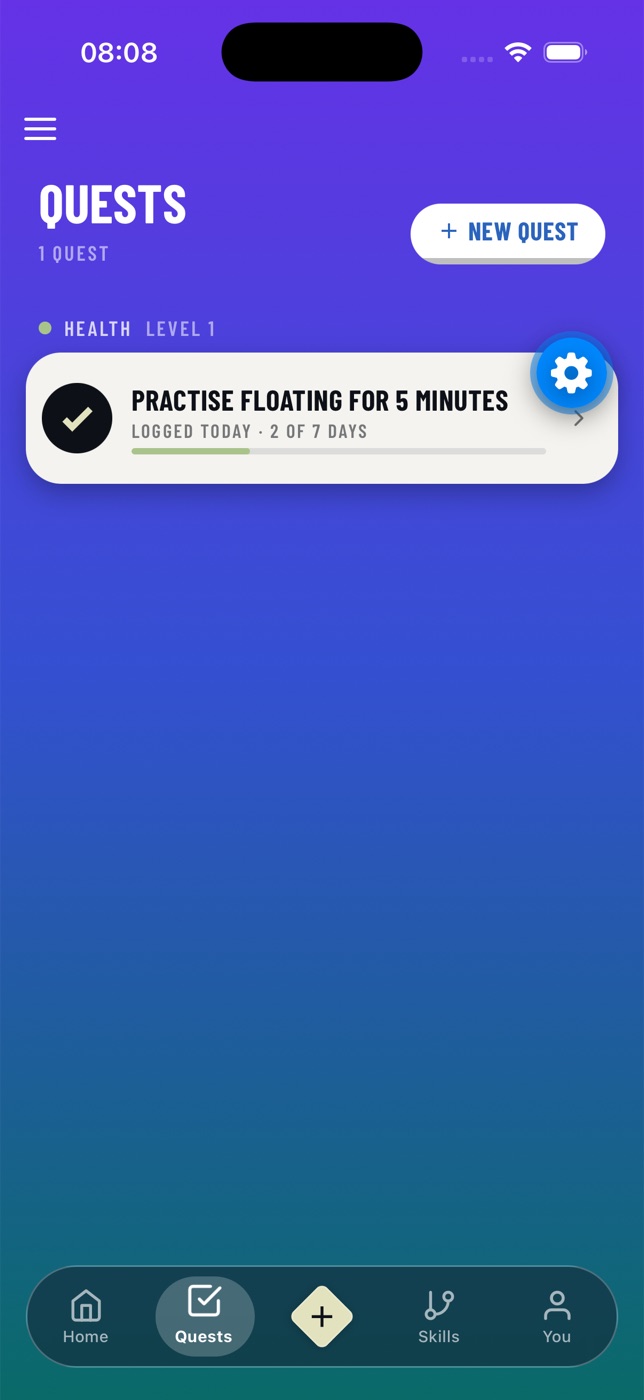 08:08
QUESTS
1 QUEST
+ NEW QUEST
HEALTH LEVEL 1
PRACTISE FLOATING FOR 5 MINUTES
LOGGED TODAY · 2 OF 7 DAYS
Home
Quests
Skills
You